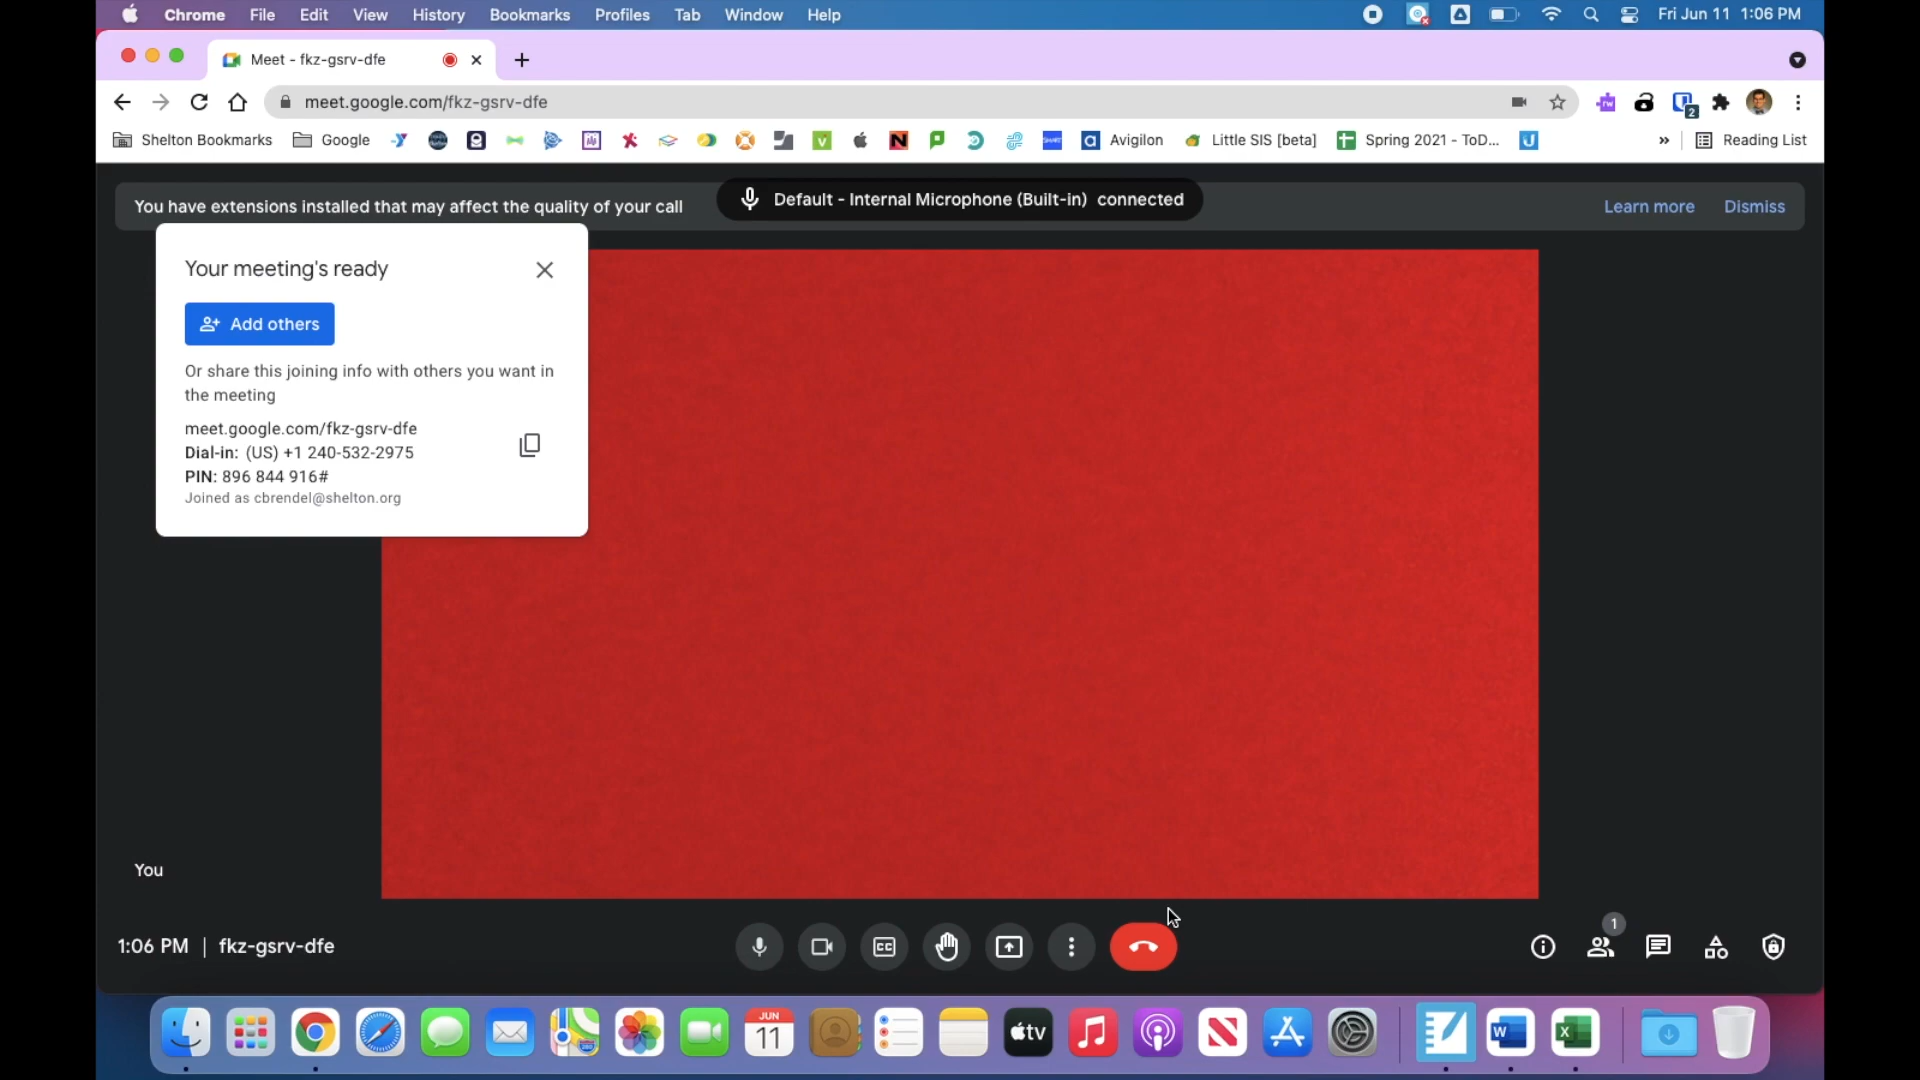 Chrome File Edit View History Bookmarks Profiles Tab Window Help Fri Jun 11 1:06 PM
Meet - fkz-gsrv-dfe
meet.google.com/fkz-gsrv-dfe
rw
2
Shelton Bookmarks Google Avigilon Little SIS [beta] Spring 2021 - ToD... » Reading List
You have extensions installed that may affect the quality of your call
Default - Internal Microphone (Built-in) connected
Learn more Dismiss
Your meeting's ready
Add others
Or share this joining info with others you want in
the meeting
meet.google.com/fkz-gsrv-dfe
Dial-in: (US) +1 240-532-2975
PIN: 896 844 916#
Joined as cbrendel@shelton.org
You
1:06 PM | fkz-gsrv-dfe
CC
1
JUN
11
tv
W
X